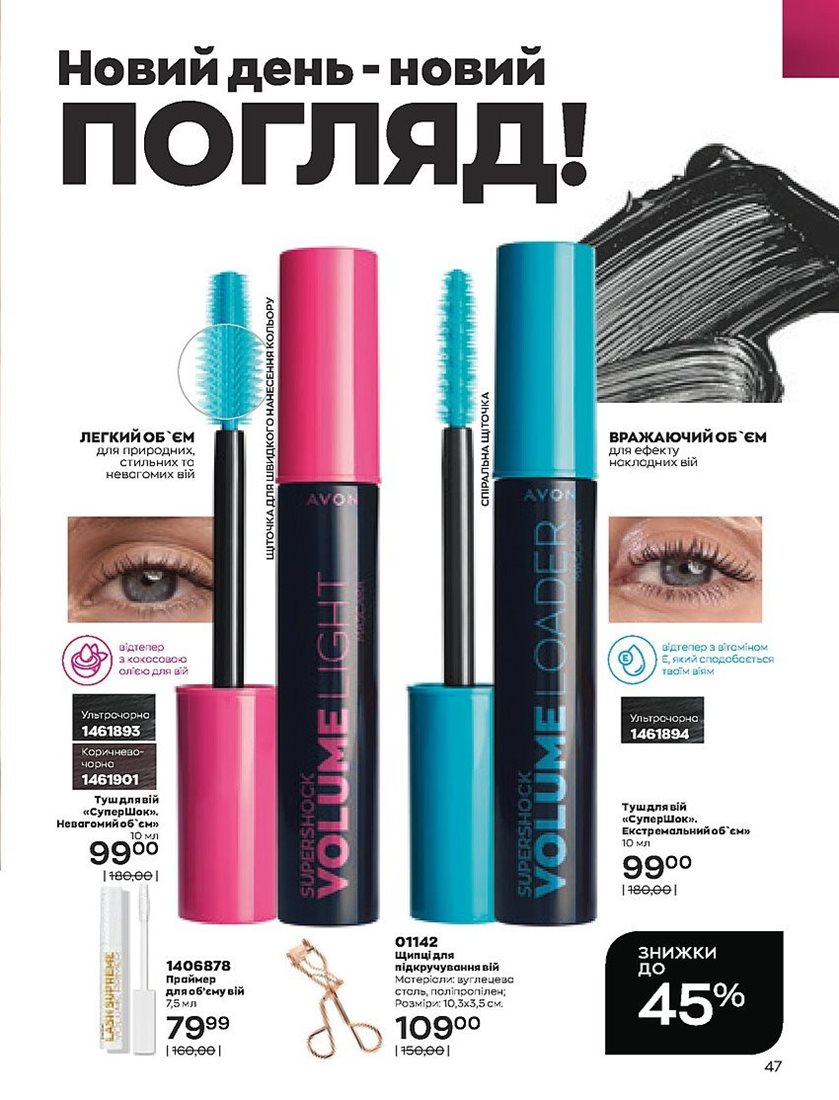 Новий день - новий
ПОГЛЯД!
ЛЕГКИЙ ОБ`ЄМ
для природних,
стильних та
невагомих вій
ЩІТОЧКА ДЛЯ ШВИДКОГО НАНЕСЕННЯ КОЛЬОРУ
AVON
SUPERSHOCK
VOLUME LIGHT
MASCARA
СПІРАЛЬНА ЩІТОЧКА
AVON
SUPERSHOCK
VOLUME LOADER
MASCARA
ВРАЖАЮЧИЙ ОБ`ЄМ
для ефекту
накладних вій
відтепер
з кокосовою
олією для вій
E
відтепер з вітаміном
Е, який сподобається
твоїм віям
Ультрачорна
1461893
Коричнево-
чорна
1461901
Туш для вій
«СуперШок».
Невагомий об`єм»
10 мл
99⁰⁰
|180,00|
Ультрачорна
1461894
Туш для вій
«СуперШок».
Екстремальний об`єм»
10 мл
99⁰⁰
|180,00|
LASH SUPREME
1406878
Праймер
для об'єму вій
7,5 мл
79⁹⁹
|160,00|
01142
Щипці для
підкручування вій
Матеріали: вуглецева
сталь, поліпропілен;
Розміри: 10,3х3,5 см.
109⁰⁰
|150,00|
ЗНИЖКИ
ДО
45%
47